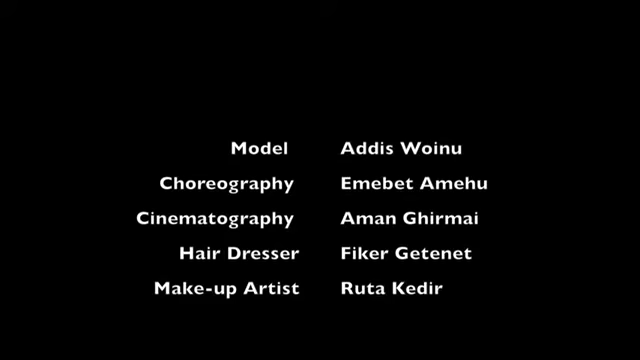 Model Addis Woinu
Choreography Emebet Amehu
Cinematography Aman Ghirmai
Hair Dresser Fiker Getenet
Make-up Artist Ruta Kedir